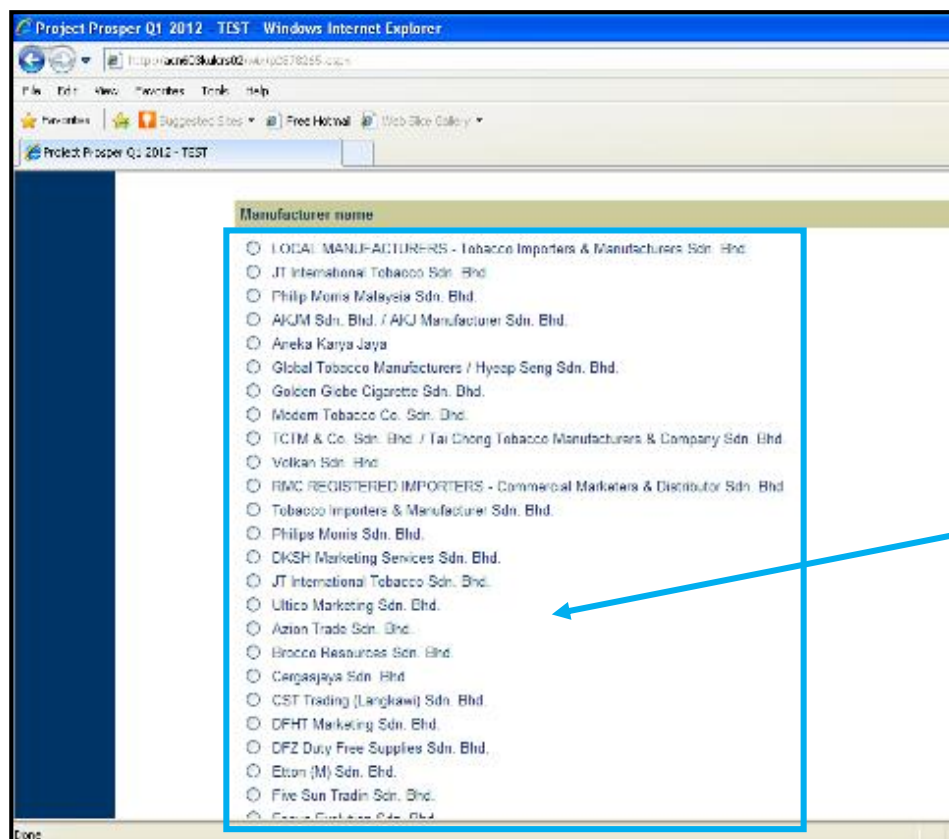 Project Prosper Q1 2012 - TEST - Windows Internet Explorer
File Edit View Favorites Tools Help
Favorites Suggested Sites Free Hotmail Web Slice Gallery
Project Prosper Q1 2012 - TEST
Manufacturer name
LOCAL MANUFACTURERS - Tobacco Importers & Manufacturers Sdn. Bhd.
JT International Tobacco Sdn. Bhd.
Philip Morris Malaysia Sdn. Bhd.
AKJM Sdn. Bhd. / AKJ Manufacturer Sdn. Bhd.
Aneka Karya Jaya
Global Tobacco Manufacturers / Hyeap Seng Sdn. Bhd.
Golden Globe Cigarette Sdn. Bhd.
Modern Tobacco Co. Sdn. Bhd.
TCTM & Co. Sdn. Bhd. / Tai Chong Tobacco Manufacturers & Company Sdn. Bhd.
Volkan Sdn. Bhd.
RMC REGISTERED IMPORTERS - Commercial Marketers & Distributor Sdn. Bhd.
Tobacco Importers & Manufacturer Sdn. Bhd.
Philips Morris Sdn. Bhd.
DKSH Marketing Services Sdn. Bhd.
JT International Tobacco Sdn. Bhd.
Ultico Marketing Sdn. Bhd.
Azion Trade Sdn. Bhd.
Brocco Resources Sdn. Bhd.
Cergasjaya Sdn. Bhd.
CST Trading (Langkawi) Sdn. Bhd.
DFHT Marketing Sdn. Bhd.
DFZ Duty Free Supplies Sdn. Bhd.
Etton (M) Sdn. Bhd.
Five Sun Tradin Sdn. Bhd.
Done